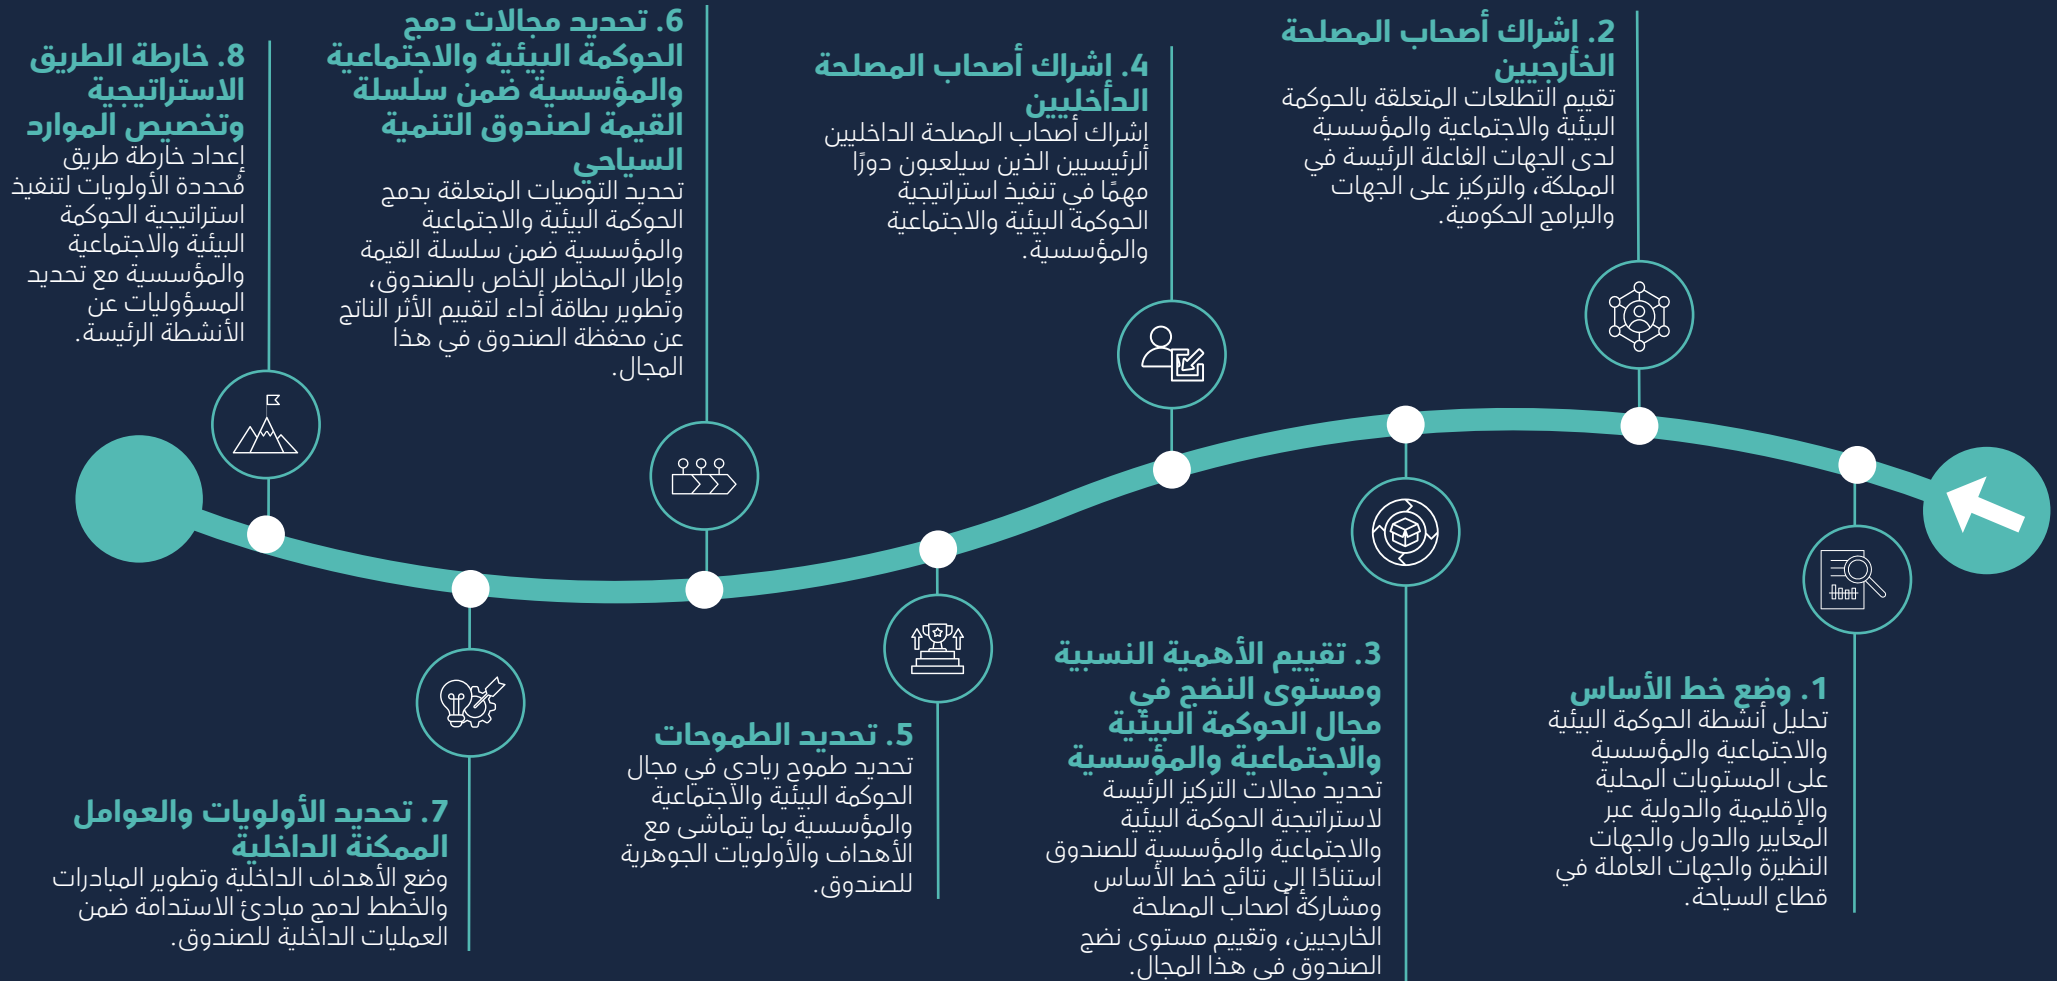 1. وضع خط الأساس
تحليل أنشطة الحوكمة البيئية
والاجتماعية والمؤسسية
على المستويات المحلية
والإقليمية والدولية عبر
المعايير والدول والجهات
النظيرة والجهات العاملة في
قطاع السياحة.
2. إشراك أصحاب المصلحة
الخارجيين
تقييم التطلعات المتعلقة بالحوكمة
البيئية والاجتماعية والمؤسسية
لدى الجهات الفاعلة الرئيسة في
المملكة، والتركيز على الجهات
والبرامج الحكومية.
3. تقييم الأهمية النسبية
ومستوى النضج في
مجال الحوكمة البيئية
والاجتماعية والمؤسسية
تحديد مجالات التركيز الرئيسة
لاستراتيجية الحوكمة البيئية
والاجتماعية والمؤسسية للصندوق
استنادًا إلى نتائج خط الأساس
ومشاركة أصحاب المصلحة
الخارجيين، وتقييم مستوى نضج
الصندوق في هذا المجال.
4. إشراك أصحاب المصلحة
الداخليين
إشراك أصحاب المصلحة الداخليين
الرئيسيين الذين سيلعبون دورًا
مهمًا في تنفيذ استراتيجية
الحوكمة البيئية والاجتماعية
والمؤسسية.
5. تحديد الطموحات
تحديد طموح ريادي في مجال
الحوكمة البيئية والاجتماعية
والمؤسسية بما يتماشى مع
الأهداف والأولويات الجوهرية
للصندوق.
6. تحديد مجالات دمج
الحوكمة البيئية والاجتماعية
والمؤسسية ضمن سلسلة
القيمة لصندوق التنمية
السياحي
تحديد التوصيات المتعلقة بدمج
الحوكمة البيئية والاجتماعية
والمؤسسية ضمن سلسلة القيمة
وإطار المخاطر الخاص بالصندوق،
وتطوير بطاقة أداء لتقييم الأثر الناتج
عن محفظة الصندوق في هذا
المجال.
7. تحديد الأولويات والعوامل
الممكنة الداخلية
وضع الأهداف الداخلية وتطوير المبادرات
والخطط لدمج مبادئ الاستدامة ضمن
العمليات الداخلية للصندوق.
8. خارطة الطريق
الاستراتيجية
وتخصيص الموارد
إعداد خارطة طريق
مُحددة الأولويات لتنفيذ
استراتيجية الحوكمة
البيئية والاجتماعية
والمؤسسية مع تحديد
المسؤوليات عن
الأنشطة الرئيسة.